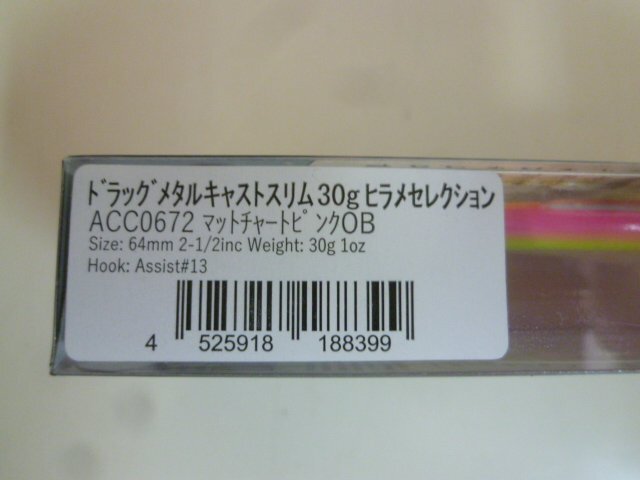 ドラッグメタルキャストスリム 30g ヒラメセレクション
ACC0672 マットチャートピンクOB
Size: 64mm 2-1/2inc Weight: 30g 1oz
Hook: Assist#13
4 525918 188399